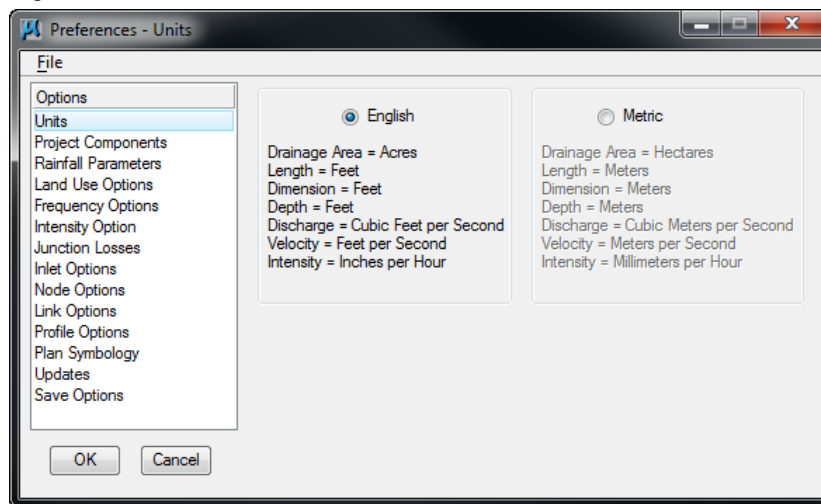 Preferences - Units
File
Options
Units
Project Components
Rainfall Parameters
Land Use Options
Frequency Options
Intensity Option
Junction Losses
Inlet Options
Node Options
Link Options
Profile Options
Plan Symbology
Updates
Save Options
English
Drainage Area = Acres
Length = Feet
Dimension = Feet
Depth = Feet
Discharge = Cubic Feet per Second
Velocity = Feet per Second
Intensity = Inches per Hour
Metric
Drainage Area = Hectares
Length = Meters
Dimension = Meters
Depth = Meters
Discharge = Cubic Meters per Second
Velocity = Meters per Second
Intensity = Millimeters per Hour
OK
Cancel